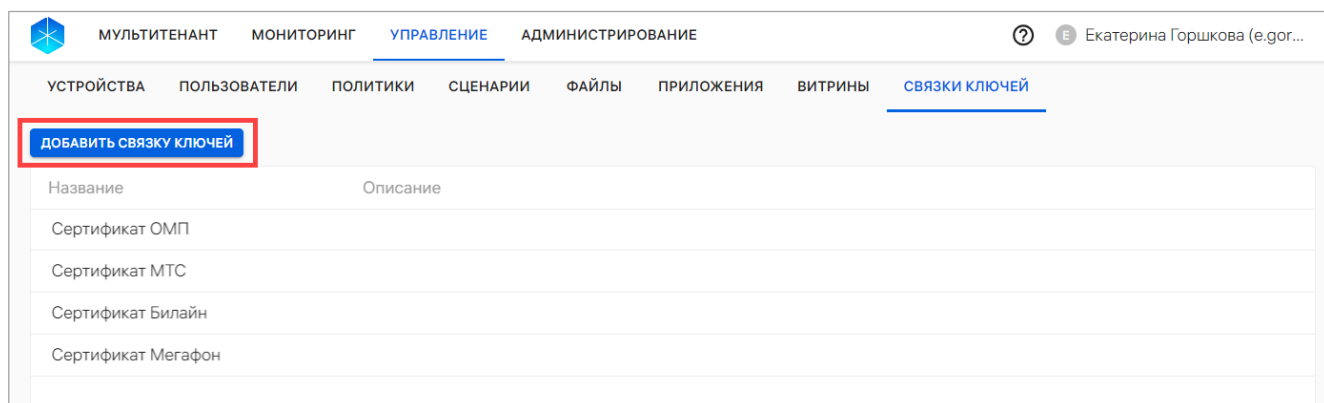 МУЛЬТИТЕНАНТ МОНИТОРИНГ УПРАВЛЕНИЕ АДМИНИСТРИРОВАНИЕ ? E Екатерина Горшкова (e.gor...
УСТРОЙСТВА ПОЛЬЗОВАТЕЛИ ПОЛИТИКИ СЦЕНАРИИ ФАЙЛЫ ПРИЛОЖЕНИЯ ВИТРИНЫ СВЯЗКИ КЛЮЧЕЙ
ДОБАВИТЬ СВЯЗКУ КЛЮЧЕЙ
Название Описание
Сертификат ОМП
Сертификат МТС
Сертификат Билайн
Сертификат Мегафон